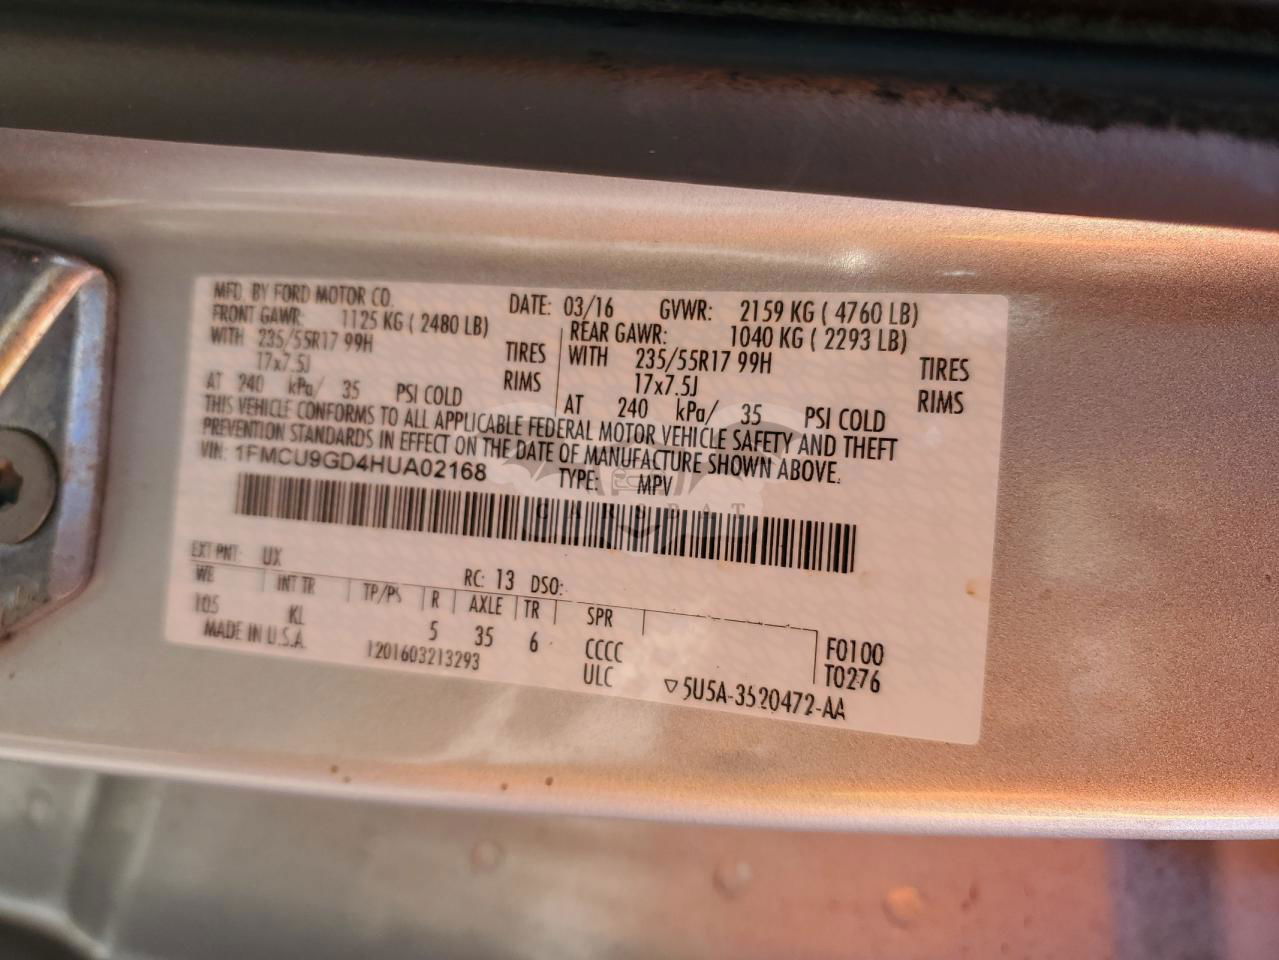 MFD. BY FORD MOTOR CO. DATE: 03/16 GVWR: 2159 KG ( 4760 LB)
FRONT GAWR: 1125 KG ( 2480 LB) REAR GAWR: 1040 KG ( 2293 LB)
WITH 235/55R17 99H TIRES WITH 235/55R17 99H TIRES
17x7.5J RIMS 17x7.5J RIMS
AT 240 kPa/ 35 PSI COLD AT 240 kPa/ 35 PSI COLD
THIS VEHICLE CONFORMS TO ALL APPLICABLE FEDERAL MOTOR VEHICLE SAFETY AND THEFT
PREVENTION STANDARDS IN EFFECT ON THE DATE OF MANUFACTURE SHOWN ABOVE.
VIN: 1FMCU9GD4HUA02168 TYPE: MPV
CARSPAT
EXT PNT: UX RC: 13 DSO:
WB INT TR TP/PS R AXLE TR SPR
105 KL 5 35 6 CCCC F0100
MADE IN U.S.A. 1201603213293 ULC T0276
▽5U5A-3520472-AA